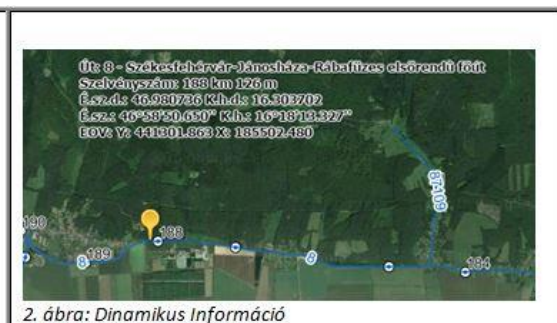 Út: 8 - Székesfehérvár-Jánosháza-Rábafüzes elsőrendű főút
Szelvényszám: 188 km 126 m
É.sz.d.: 46.980736 K.h.d.: 16.303702
É.sz.: 46°58'50.650" K.h.: 16°18'13.327"
EOV: Y: 441301.863 X: 185502.480
87109
190
188
8
189
8
184
2. ábra: Dinamikus Információ